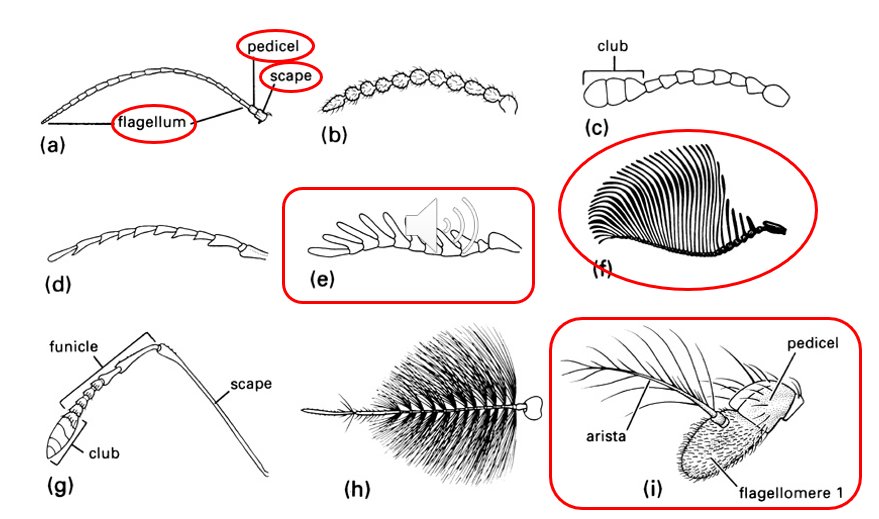 pedicel
scape
flagellum
(a)
(b)
club
(c)
(d)
(e)
(f)
funicle
scape
club
(g)
(h)
pedicel
arista
flagellomere 1
(i)